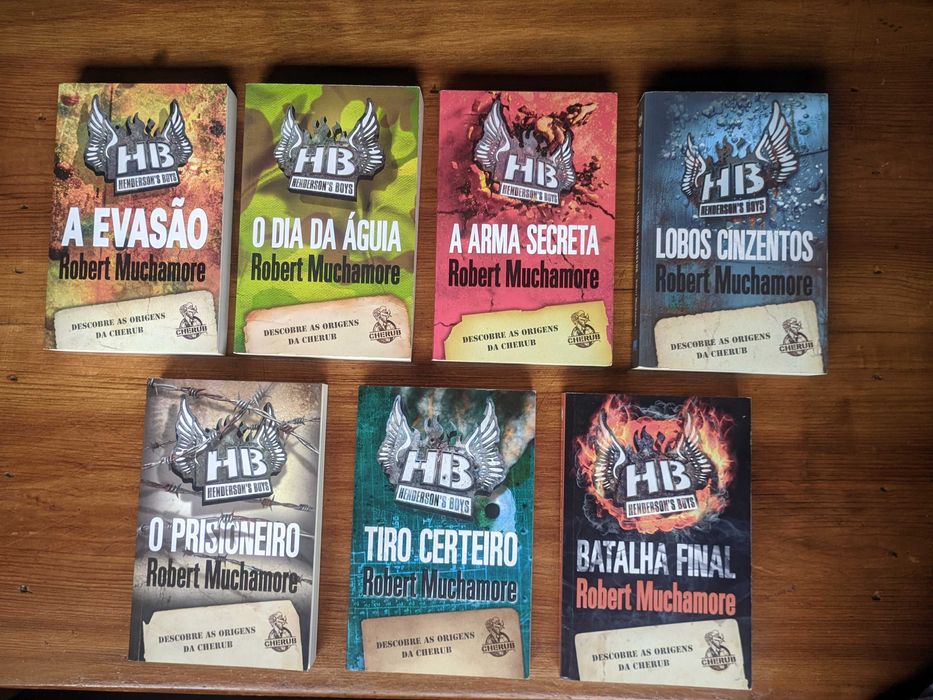 HB
HENDERSON'S BOYS
A EVASÃO
Robert Muchamore
DESCOBRE AS ORIGENS
DA CHERUB
CHERUB
HB
HENDERSON'S BOYS
O DIA DA ÁGUIA
Robert Muchamore
DESCOBRE AS ORIGENS
DA CHERUB
CHERUB
HB
HENDERSON'S BOYS
A ARMA SECRETA
Robert Muchamore
DESCOBRE AS ORIGENS
DA CHERUB
CHERUB
HB
HENDERSON'S BOYS
LOBOS CINZENTOS
Robert Muchamore
DESCOBRE AS ORIGENS
DA CHERUB
CHERUB
HB
HENDERSON'S BOYS
O PRISIONEIRO
Robert Muchamore
DESCOBRE AS ORIGENS
DA CHERUB
CHERUB
HB
HENDERSON'S BOYS
TIRO CERTEIRO
Robert Muchamore
DESCOBRE AS ORIGENS
DA CHERUB
CHERUB
HB
HENDERSON'S BOYS
BATALHA FINAL
Robert Muchamore
DESCOBRE AS ORIGENS
DA CHERUB
CHERUB